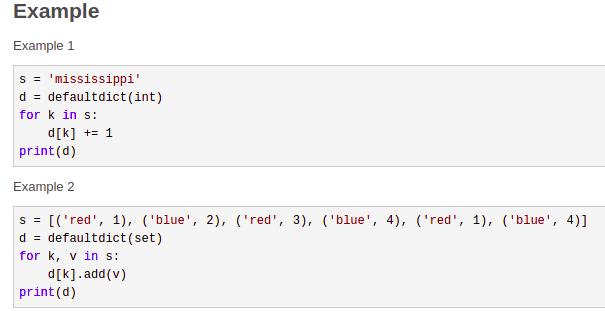 Example
Example 1
s = 'mississippi'
d = defaultdict(int)
for k in s:
    d[k] += 1
print(d)
Example 2
s = [('red', 1), ('blue', 2), ('red', 3), ('blue', 4), ('red', 1), ('blue', 4)]
d = defaultdict(set)
for k, v in s:
    d[k].add(v)
print(d)